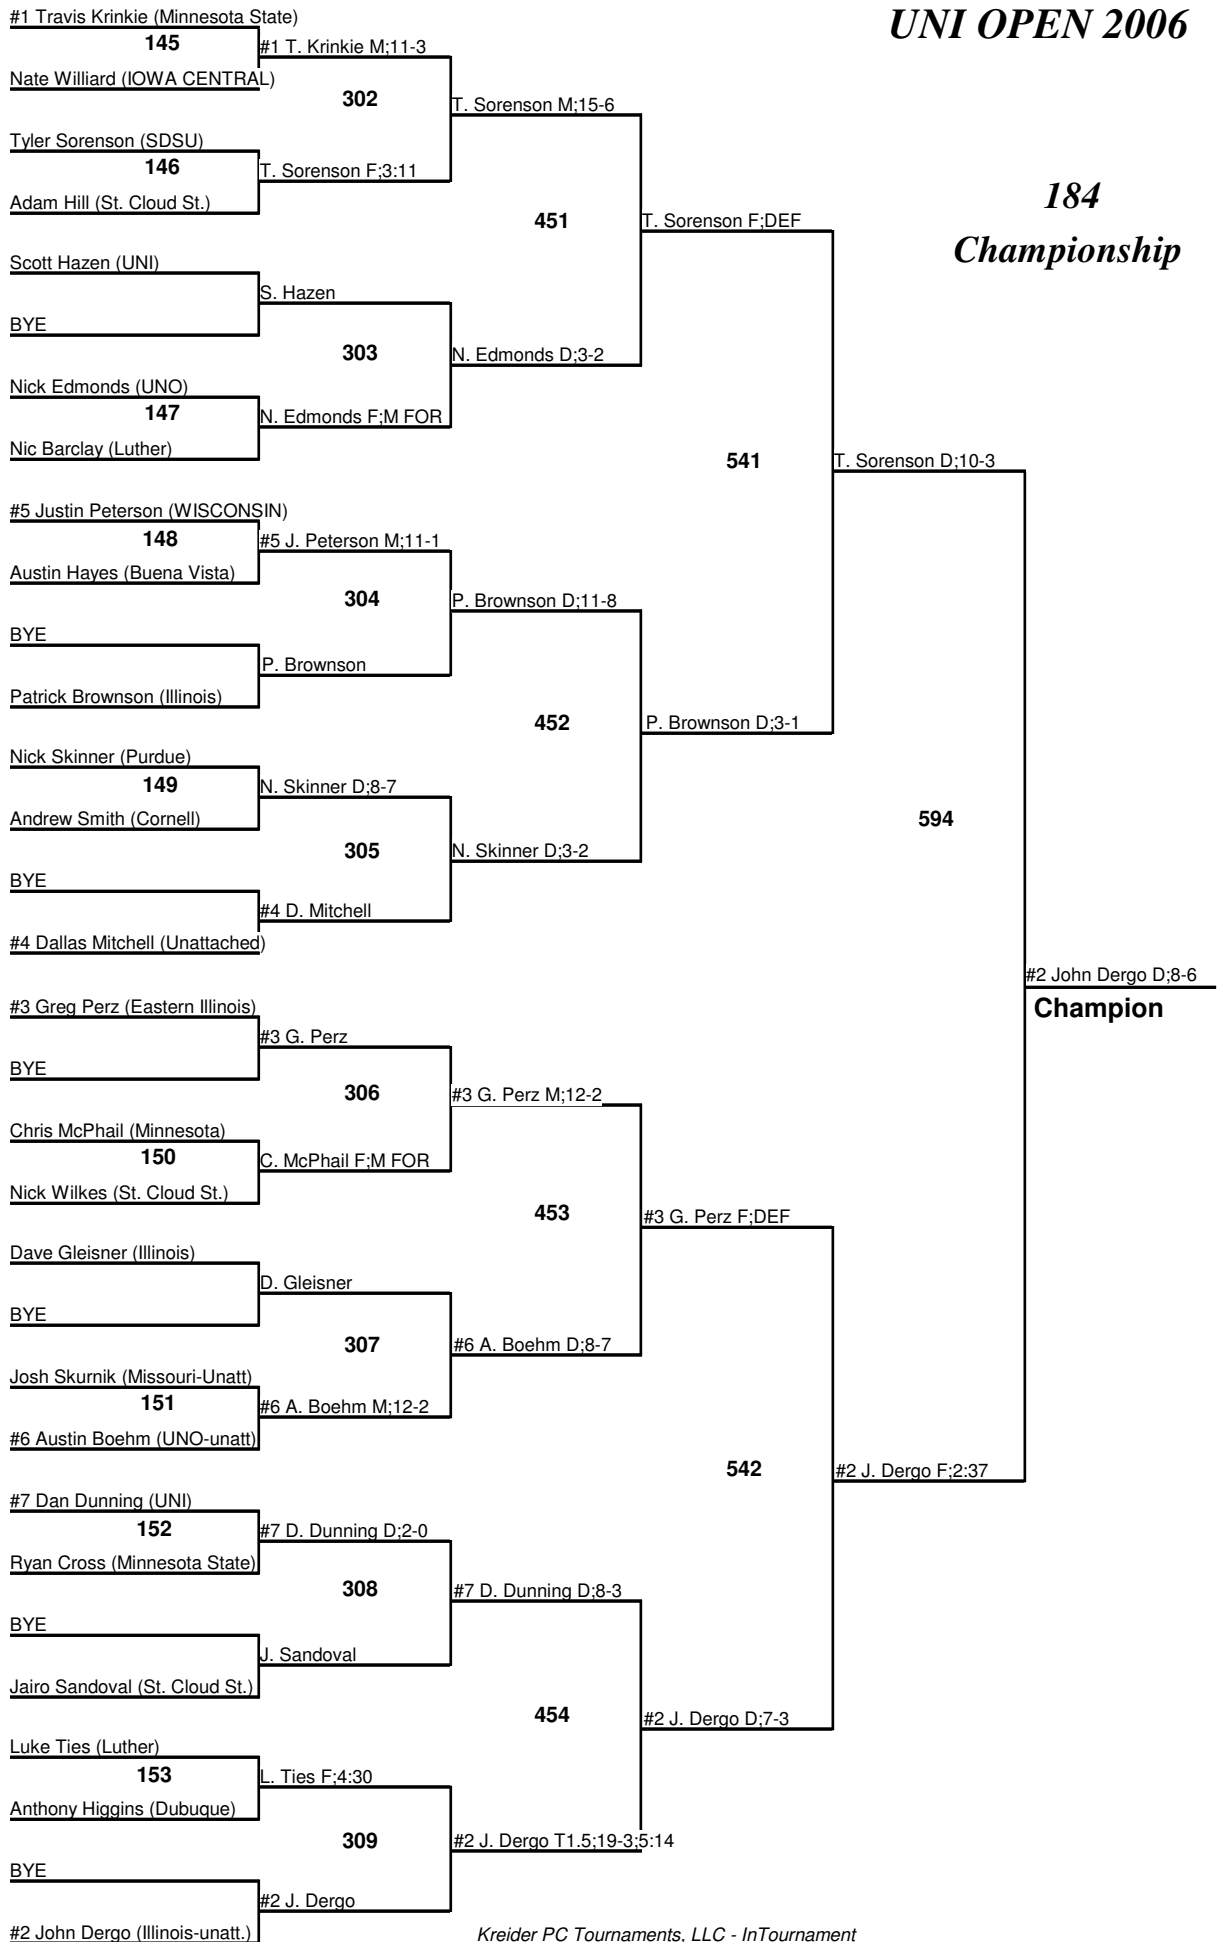 #1 Travis Krinkie (Minnesota State)
UNI OPEN 2006
145
#1 T. Krinkie M;11-3
Nate Williard (IOWA CENTRAL)
302
T. Sorenson M;15-6
Tyler Sorenson (SDSU)
146
T. Sorenson F;3:11
Adam Hill (St. Cloud St.)
184
Championship
451
T. Sorenson F;DEF
Scott Hazen (UNI)
S. Hazen
BYE
303
N. Edmonds D;3-2
Nick Edmonds (UNO)
147
N. Edmonds F;M FOR
Nic Barclay (Luther)
541
T. Sorenson D;10-3
#5 Justin Peterson (WISCONSIN)
148
#5 J. Peterson M;11-1
Austin Hayes (Buena Vista)
304
P. Brownson D;11-8
BYE
P. Brownson
Patrick Brownson (Illinois)
452
P. Brownson D;3-1
Nick Skinner (Purdue)
149
N. Skinner D;8-7
Andrew Smith (Cornell)
594
305
N. Skinner D;3-2
BYE
#4 D. Mitchell
#4 Dallas Mitchell (Unattached)
#2 John Dergo D;8-6
Champion
#3 Greg Perz (Eastern Illinois)
#3 G. Perz
BYE
306
#3 G. Perz M;12-2
Chris McPhail (Minnesota)
150
C. McPhail F;M FOR
Nick Wilkes (St. Cloud St.)
453
#3 G. Perz F;DEF
Dave Gleisner (Illinois)
D. Gleisner
BYE
307
#6 A. Boehm D;8-7
Josh Skurnik (Missouri-Unatt)
151
#6 A. Boehm M;12-2
#6 Austin Boehm (UNO-unatt)
542
#2 J. Dergo F;2:37
#7 Dan Dunning (UNI)
152
#7 D. Dunning D;2-0
Ryan Cross (Minnesota State)
308
#7 D. Dunning D;8-3
BYE
J. Sandoval
Jairo Sandoval (St. Cloud St.)
454
#2 J. Dergo D;7-3
Luke Ties (Luther)
153
L. Ties F;4:30
Anthony Higgins (Dubuque)
309
#2 J. Dergo T1.5;19-3;5:14
BYE
#2 J. Dergo
#2 John Dergo (Illinois-unatt.)
Kreider PC Tournaments, LLC - InTournament